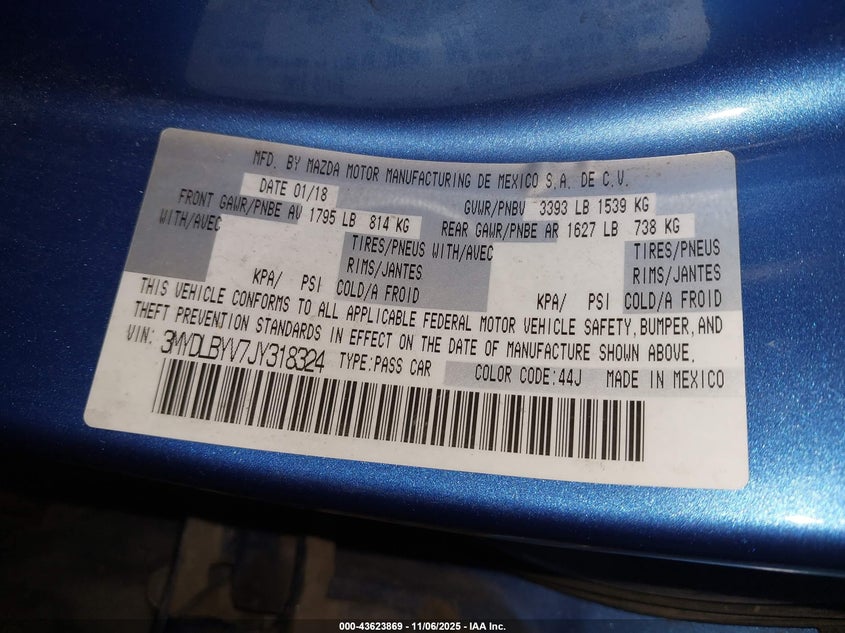 MFD. BY MAZDA MOTOR MANUFACTURING DE MEXICO S.A. DE C.V.
DATE 01/18 GVWR/PNBV 3393 LB 1539 KG
FRONT GAWR/PNBE AV 1795 LB 814 KG REAR GAWR/PNBE AR 1627 LB 738 KG
WITH/AVEC TIRES/PNEUS WITH/AVEC TIRES/PNEUS
RIMS/JANTES RIMS/JANTES
KPA/ PSI COLD/A FROID KPA/ PSI COLD/A FROID
THIS VEHICLE CONFORMS TO ALL APPLICABLE FEDERAL MOTOR VEHICLE SAFETY, BUMPER, AND
THEFT PREVENTION STANDARDS IN EFFECT ON THE DATE OF MANUFACTURE SHOWN ABOVE.
VIN: 3MYDLBYV7JY318324 TYPE:PASS CAR COLOR CODE:44J MADE IN MEXICO
000-43623869 - 11/06/2025 - IAA Inc.